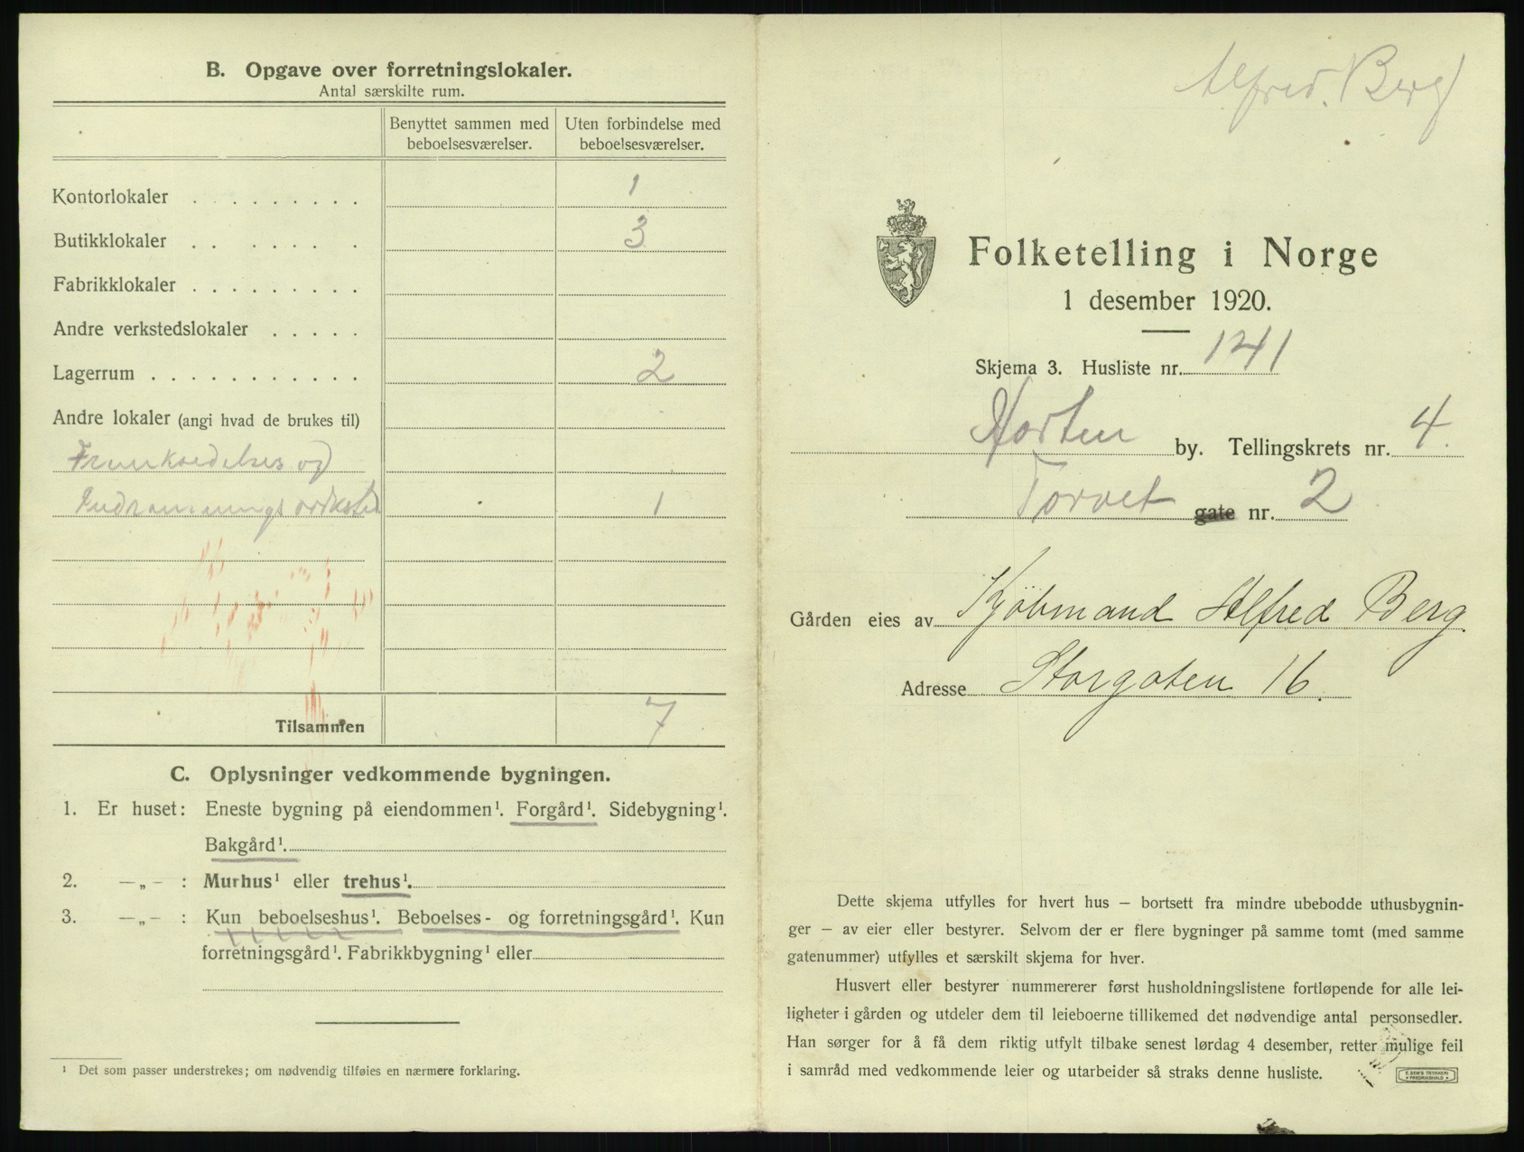 B. Opgave over forretningslokaler.
Antal særskilte rum.
Benyttet sammen med beboelsesværelser.
Uten forbindelse med beboelsesværelser.
Kontorlokaler . . . . . . . . . 1
Butikklokaler . . . . . . . 3
Fabrikklokaler . . . . . . . . .
Andre verkstedslokaler . . . . .
Lagerrum . . . . . . . . . . . 2
Andre lokaler (angi hvad de brukes til)
og
Indramnings 1
Tilsammen 7
C. Oplysninger vedkommende bygningen.
1. Er huset: Eneste bygning på eiendommen¹. Forgård¹. Sidebygning¹.
Bakgård¹.
2. —„— : Murhus¹ eller trehus¹.
3. —„— : Kun beboelseshus¹. Beboelses- og forretningsgård¹. Kun
forretningsgård¹. Fabrikkbygning¹ eller
¹ Det som passer understrekes; om nødvendig tilføies en nærmere forklaring.
Alfred. Berg
Folketelling i Norge
1 desember 1920.
Skjema 3. Husliste nr. 141
Horten by. Tellingskrets nr. 4.
Torvet gate nr. 2
Gården eies av Kjöbmand Alfred Berg.
Adresse Storgaten 16.
Dette skjema utfylles for hvert hus — bortsett fra mindre ubebodde uthusbygnin-
ger — av eier eller bestyrer. Selvom der er flere bygninger på samme tomt (med samme
gatenummer) utfylles et særskilt skjema for hver.
Husvert eller bestyrer nummererer først husholdningslistene fortløpende for alle lei-
ligheter i gården og utdeler dem til leieboerne tillikemed det nødvendige antal personsedler.
Han sørger for å få dem riktig utfylt tilbake senest lørdag 4 desember, retter mulige feil
i samråd med vedkommende leier og utarbeider så straks denne husliste.